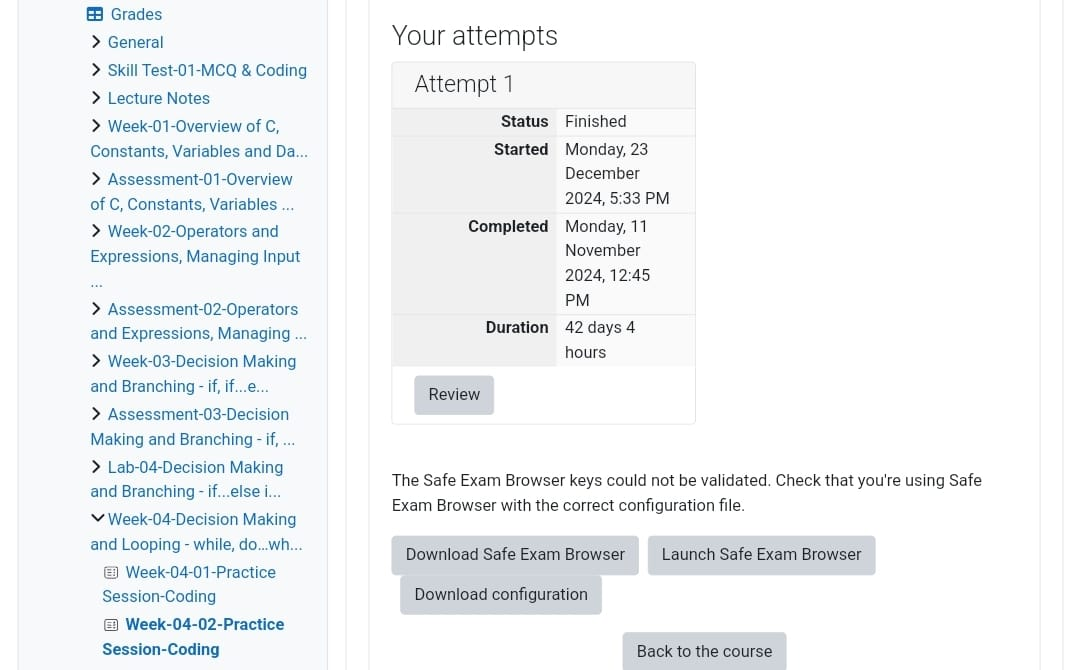 Grades
General
Skill Test-01-MCQ & Coding
Lecture Notes
Week-01-Overview of C,
Constants, Variables and Da...
Assessment-01-Overview
of C, Constants, Variables ...
Week-02-Operators and
Expressions, Managing Input
...
Assessment-02-Operators
and Expressions, Managing ...
Week-03-Decision Making
and Branching - if, if...e...
Assessment-03-Decision
Making and Branching - if, ...
Lab-04-Decision Making
and Branching - if...else i...
Week-04-Decision Making
and Looping - while, do...wh...
Week-04-01-Practice
Session-Coding
Week-04-02-Practice
Session-Coding
Your attempts
Attempt 1
Status Finished
Started Monday, 23
December
2024, 5:33 PM
Completed Monday, 11
November
2024, 12:45
PM
Duration 42 days 4
hours
Review
The Safe Exam Browser keys could not be validated. Check that you're using Safe
Exam Browser with the correct configuration file.
Download Safe Exam Browser Launch Safe Exam Browser
Download configuration
Back to the course